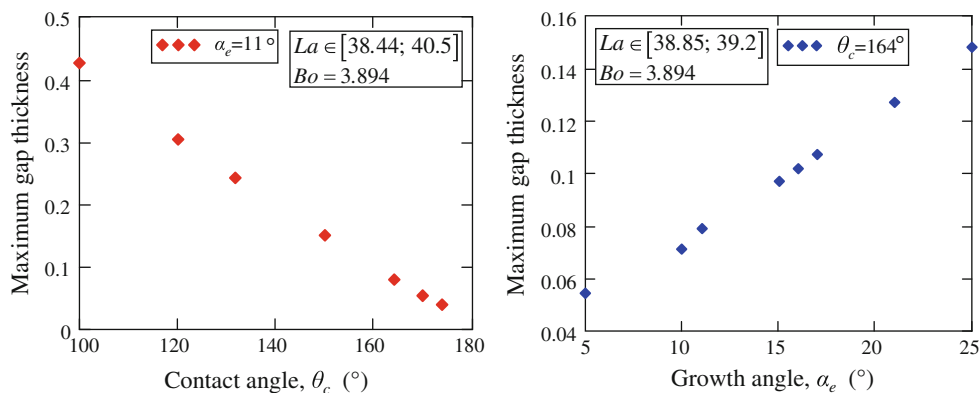 0.5
0.4
0.3
0.2
0.1
0
100
120
140
160
180
Maximum gap thickness
Contact angle, θc (°)
αe=11°
La ∈ [38.44; 40.5]
Bo = 3.894
0.16
0.14
0.12
0.1
0.08
0.06
0.04
5
10
15
20
25
Maximum gap thickness
Growth angle, αe (°)
La ∈ [38.85; 39.2]
Bo = 3.894
θc=164°